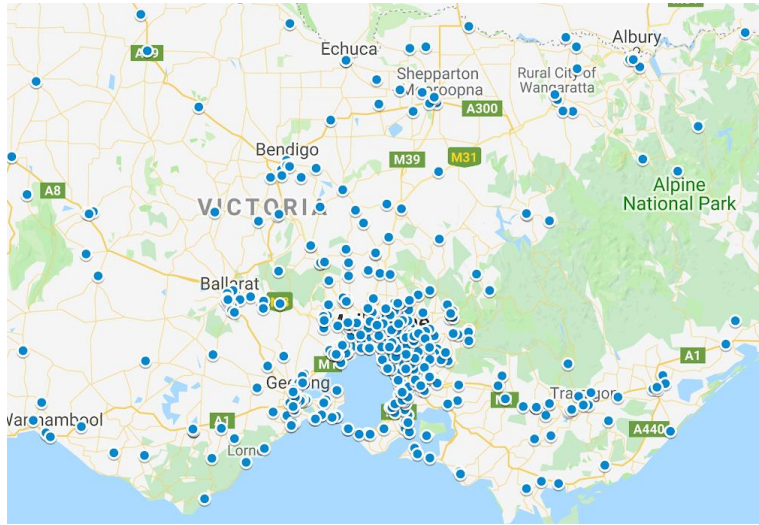 Echuca
Albury
Shepparton
Mooroopna
Rural City of
Wangaratta
A300
M39
M31
Bendigo
A8
VICTORIA
Alpine
National Park
Ballarat
A1
Geelong
Traralgon
Warrnambool
A1
A440
Lorne